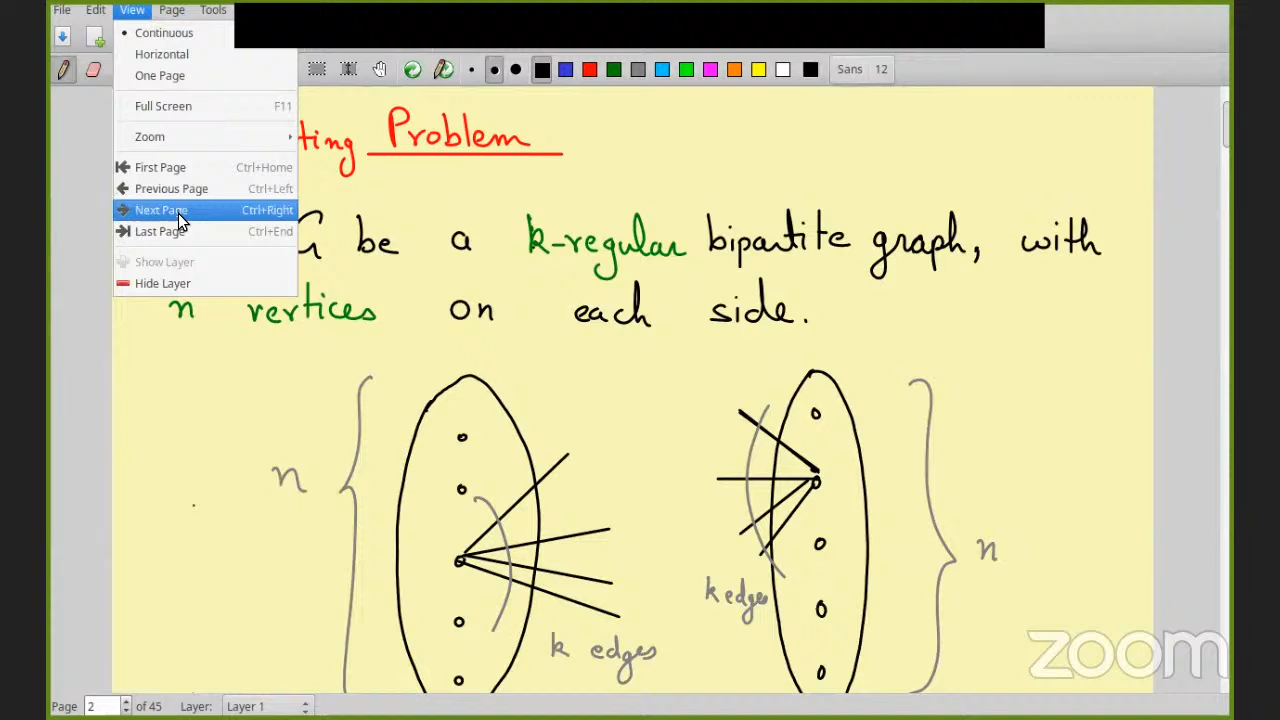 File Edit View Page Tools
Continuous
Horizontal
One Page
Full Screen F11
Zoom
First Page Ctrl+Home
Previous Page Ctrl+Left
Next Page Ctrl+Right
Last Page Ctrl+End
Show Layer
Hide Layer
Sans 12
ting Problem
G be a k-regular bipartite graph, with
n vertices on each side.
n
n
k edges
k edges
zoom
Page 2 of 45 Layer: Layer 1